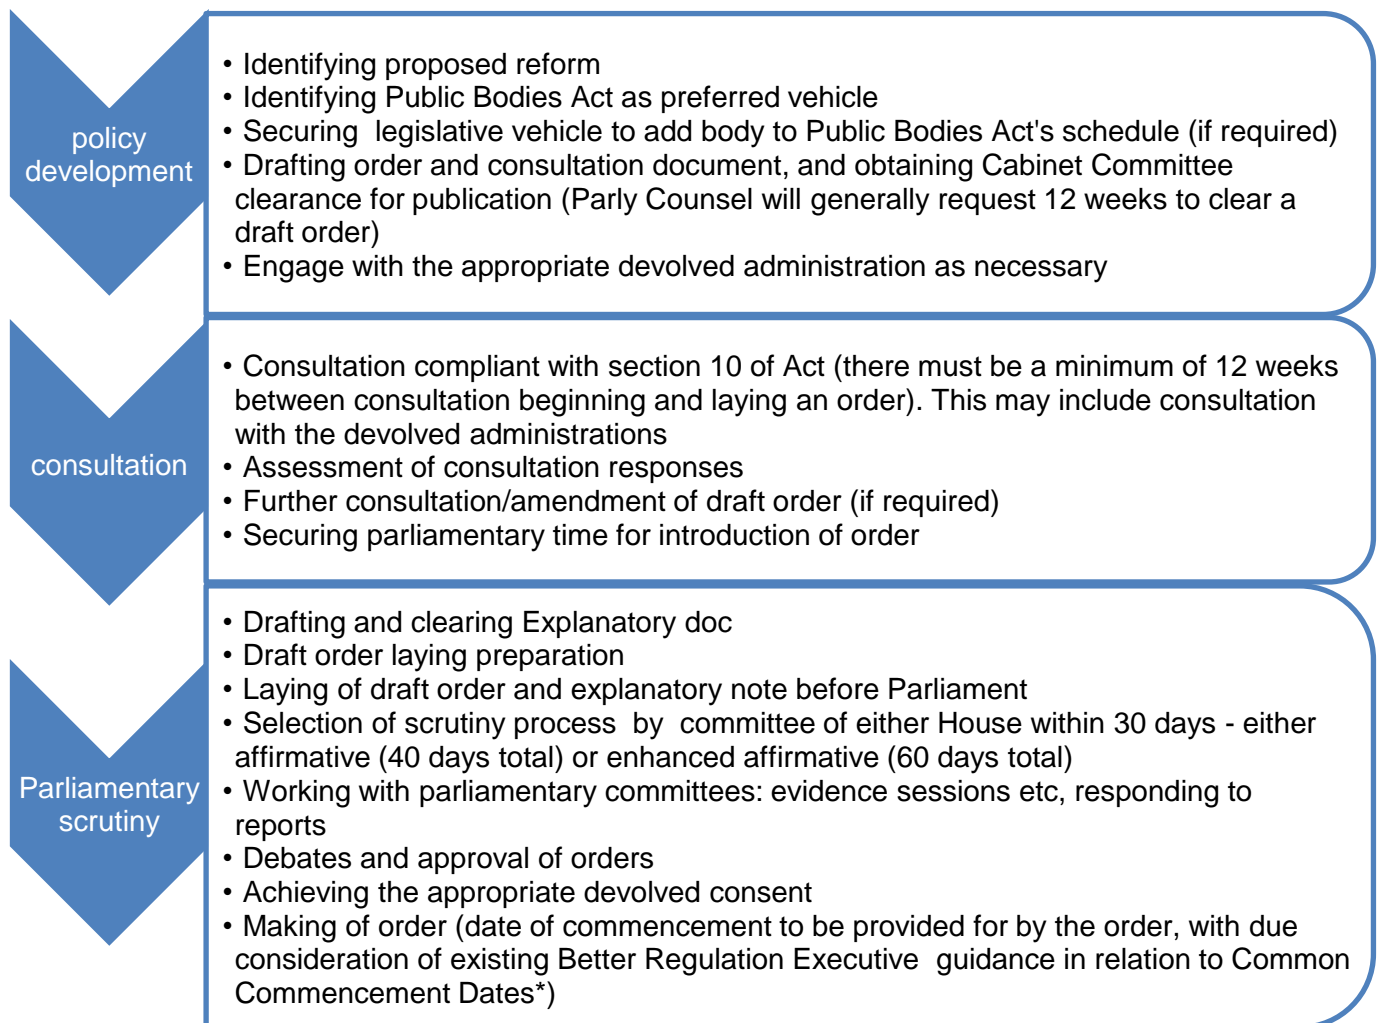 policy
development
• Identifying proposed reform
• Identifying Public Bodies Act as preferred vehicle
• Securing  legislative vehicle to add body to Public Bodies Act's schedule (if required)
• Drafting order and consultation document, and obtaining Cabinet Committee
clearance for publication (Parly Counsel will generally request 12 weeks to clear a
draft order)
• Engage with the appropriate devolved administration as necessary
consultation
• Consultation compliant with section 10 of Act (there must be a minimum of 12 weeks
between consultation beginning and laying an order). This may include consultation
with the devolved administrations
• Assessment of consultation responses
• Further consultation/amendment of draft order (if required)
• Securing parliamentary time for introduction of order
Parliamentary
scrutiny
• Drafting and clearing Explanatory doc
• Draft order laying preparation
• Laying of draft order and explanatory note before Parliament
• Selection of scrutiny process  by  committee of either House within 30 days - either
affirmative (40 days total) or enhanced affirmative (60 days total)
• Working with parliamentary committees: evidence sessions etc, responding to
reports
• Debates and approval of orders
• Achieving the appropriate devolved consent
• Making of order (date of commencement to be provided for by the order, with due
consideration of existing Better Regulation Executive  guidance in relation to Common
Commencement Dates*)